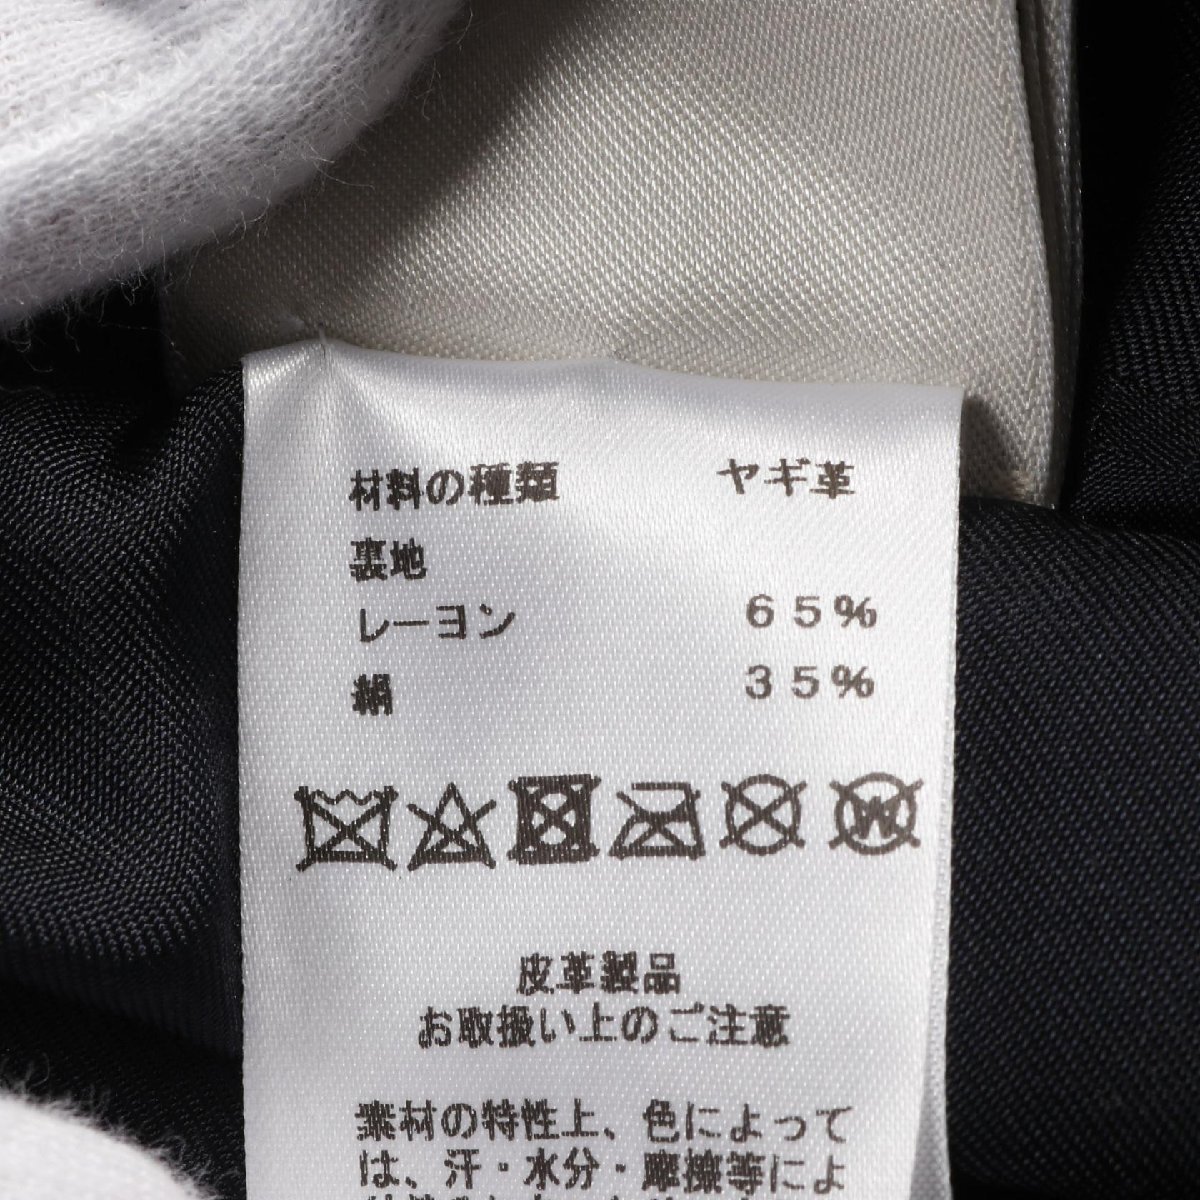 材料の種類 ヤギ革
裏地
レーヨン 65%
絹 35%
W
皮革製品
お取扱い上のご注意
素材の特性上、色によって
は、汗・水分・摩擦等によ